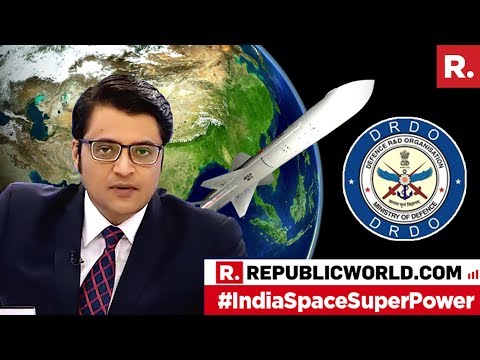 R.
DRDO
DEFENCE R&D ORGANISATION
MINISTRY OF DEFENCE
DRDO
R. REPUBLICWORLD.COM
#IndiaSpaceSuperPower